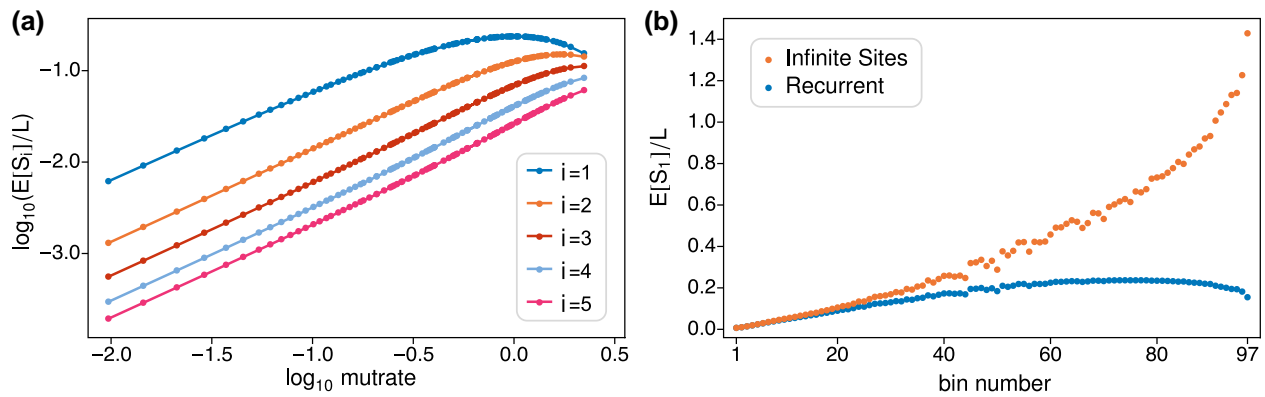 (a)
log10(E[Si]/L)
−1.0
−2.0
−3.0
i=1
i=2
i=3
i=4
i=5
−2.0 −1.5 −1.0 −0.5 0.0 0.5
log10 mutrate
(b)
E[S1]/L
1.4
1.2
1.0
0.8
0.6
0.4
0.2
0.0
Infinite Sites
Recurrent
1 20 40 60 80 97
bin number